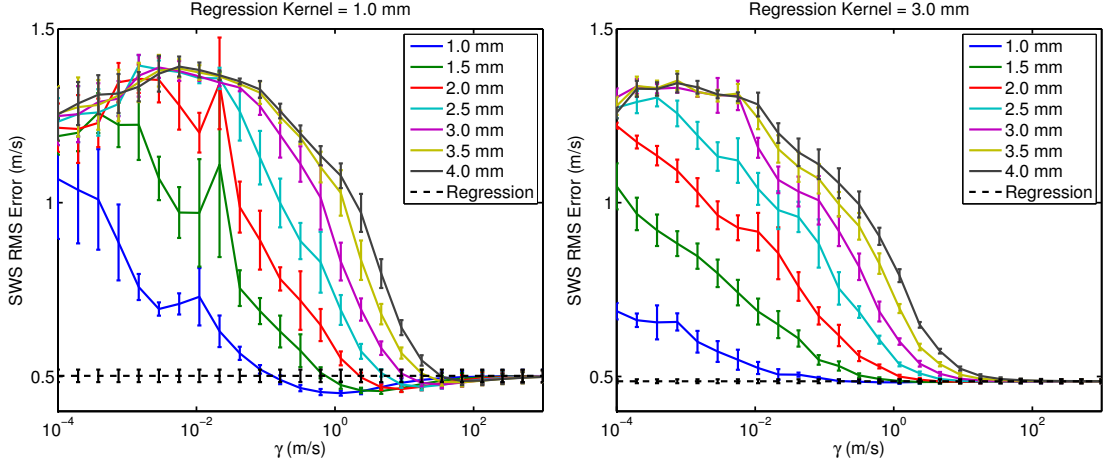 Regression Kernel = 1.0 mm
SWS RMS Error (m/s)
1.5
1
0.5
10^-4
10^-2
10^0
10^2
γ (m/s)
1.0 mm
1.5 mm
2.0 mm
2.5 mm
3.0 mm
3.5 mm
4.0 mm
Regression
Regression Kernel = 3.0 mm
SWS RMS Error (m/s)
1.5
1
0.5
10^-4
10^-2
10^0
10^2
γ (m/s)
1.0 mm
1.5 mm
2.0 mm
2.5 mm
3.0 mm
3.5 mm
4.0 mm
Regression